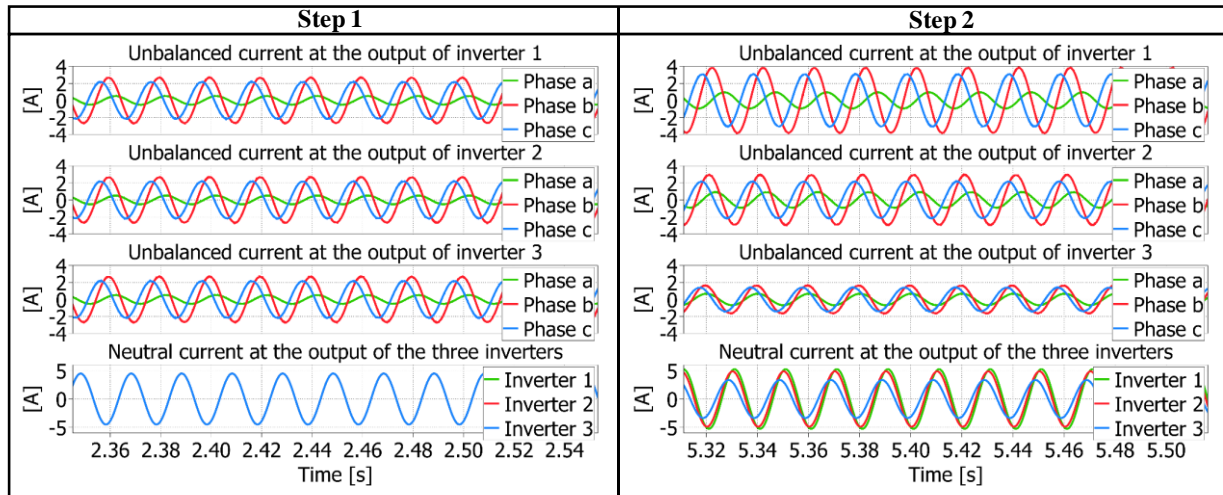 Step 1
Unbalanced current at the output of inverter 1
4
2
0
-2
-4
[A]
Phase a
Phase b
Phase c
Unbalanced current at the output of inverter 2
4
2
0
-2
-4
[A]
Phase a
Phase b
Phase c
Unbalanced current at the output of inverter 3
4
2
0
-2
-4
[A]
Phase a
Phase b
Phase c
Neutral current at the output of the three inverters
5
0
-5
[A]
Inverter 1
Inverter 2
Inverter 3
2.36 2.38 2.40 2.42 2.44 2.46 2.48 2.50 2.52 2.54
Time [s]
Step 2
Unbalanced current at the output of inverter 1
4
2
0
-2
-4
[A]
Phase a
Phase b
Phase c
Unbalanced current at the output of inverter 2
4
2
0
-2
-4
[A]
Phase a
Phase b
Phase c
Unbalanced current at the output of inverter 3
4
2
0
-2
-4
[A]
Phase a
Phase b
Phase c
Neutral current at the output of the three inverters
5
0
-5
[A]
Inverter 1
Inverter 2
Inverter 3
5.32 5.34 5.36 5.38 5.40 5.42 5.44 5.46 5.48 5.50
Time [s]